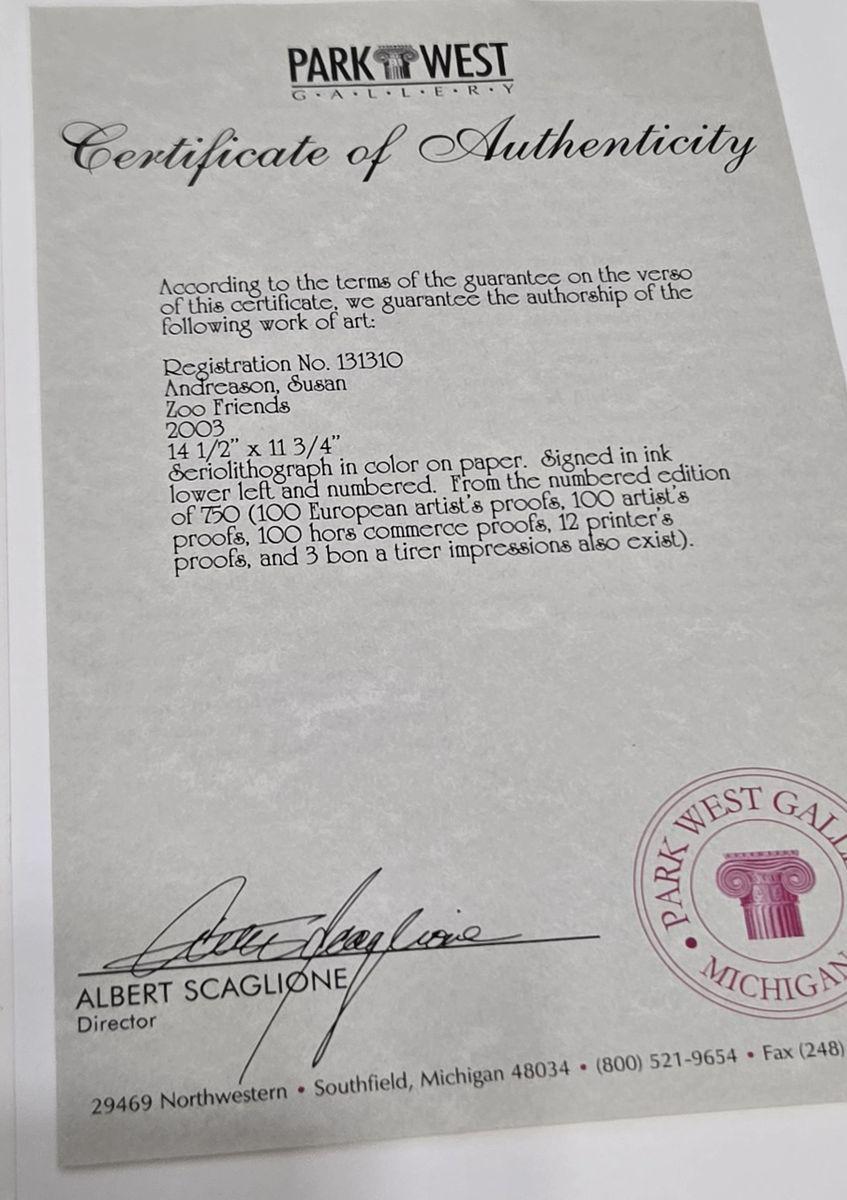 PARK WEST
G·A·L·L·E·R·Y
Certificate of Authenticity
According to the terms of the guarantee on the verso
of this certificate, we guarantee the authorship of the
following work of art:
Registration No. 131310
Andreason, Susan
Zoo Friends
2003
14 1/2" x 11 3/4"
Seriolithograph in color on paper. Signed in ink
lower left and numbered. From the numbered edition
of 750 (100 European artist's proofs, 100 artist's
proofs, 100 hors commerce proofs, 12 printer's
proofs, and 3 bon a tirer impressions also exist).
PARK WEST GALL
• MICHIGAN
ALBERT SCAGLIONE
Director
29469 Northwestern • Southfield, Michigan 48034 • (800) 521-9654 • Fax (248)